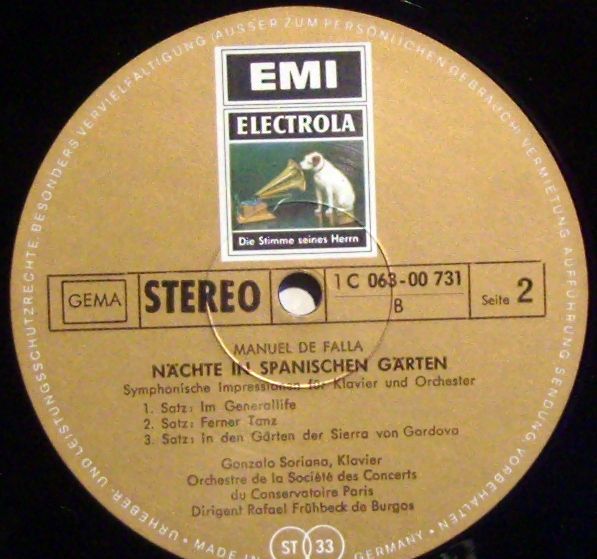 URHEBER- UND LEISTUNGSSCHUTZRECHTE, BESONDERS VERVIELFÄLTIGUNG (AUSSER ZUM PERSÖNLICHEN GEBRAUCH) VERMIETUNG AUFFÜHRUNG SENDUNG VORBEHALTEN · MADE IN GERMANY ·
EMI
ELECTROLA
Die Stimme seines Herrn
GEMA STEREO 1 C 063-00 731 Seite 2
B
MANUEL DE FALLA
NÄCHTE IN SPANISCHEN GÄRTEN
Symphonische Impressionen für Klavier und Orchester
1. Satz: Im Generallife
2. Satz: Ferner Tanz
3. Satz: in den Gärten der Sierra von Cordova
Gonzalo Soriano, Klavier
Orchestre de la Société des Concerts
du Conservatoire Paris
Dirigent Rafael Frühbeck de Burgos
ST 33